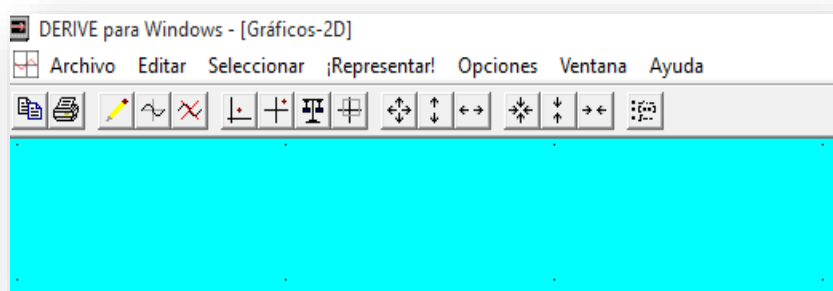 DERIVE para Windows - [Gráficos-2D]
Archivo Editar Seleccionar ¡Representar! Opciones Ventana Ayuda